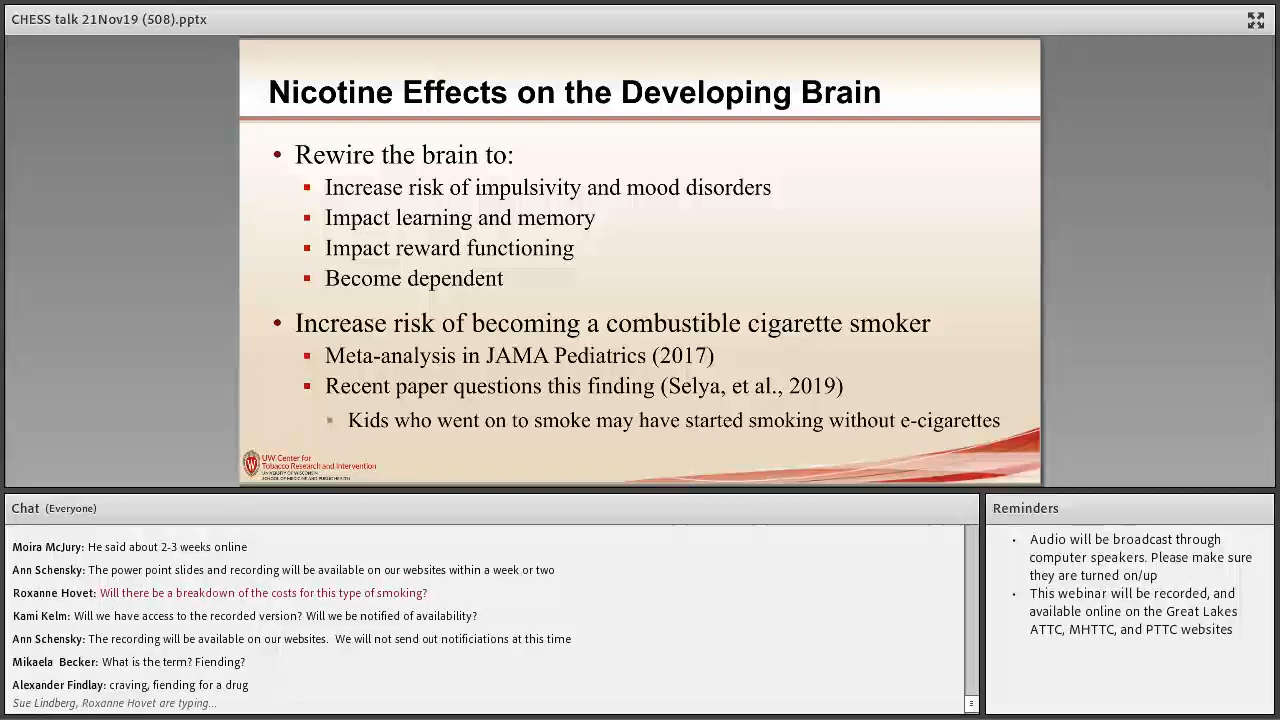 CHESS talk 21Nov19 (508).pptx
Nicotine Effects on the Developing Brain
• Rewire the brain to:
▪ Increase risk of impulsivity and mood disorders
▪ Impact learning and memory
▪ Impact reward functioning
▪ Become dependent
• Increase risk of becoming a combustible cigarette smoker
▪ Meta-analysis in JAMA Pediatrics (2017)
▪ Recent paper questions this finding (Selya, et al., 2019)
▪ Kids who went on to smoke may have started smoking without e-cigarettes
W
UW Center for
Tobacco Research and Intervention
UNIVERSITY OF WISCONSIN
SCHOOL OF MEDICINE AND PUBLIC HEALTH
Chat (Everyone)
Moira McJury: He said about 2-3 weeks online
Ann Schensky: The power point slides and recording will be available on our websites within a week or two
Roxanne Hovet: Will there be a breakdown of the costs for this type of smoking?
Kami Kelm: Will we have access to the recorded version? Will we be notified of availability?
Ann Schensky: The recording will be available on our websites. We will not send out notificiations at this time
Mikaela Becker: What is the term? Fiending?
Alexander Findlay: craving, fiending for a drug
Sue Lindberg, Roxanne Hovet are typing...
Reminders
• Audio will be broadcast through
computer speakers. Please make sure
they are turned on/up
• This webinar will be recorded, and
available online on the Great Lakes
ATTC, MHTTC, and PTTC websites